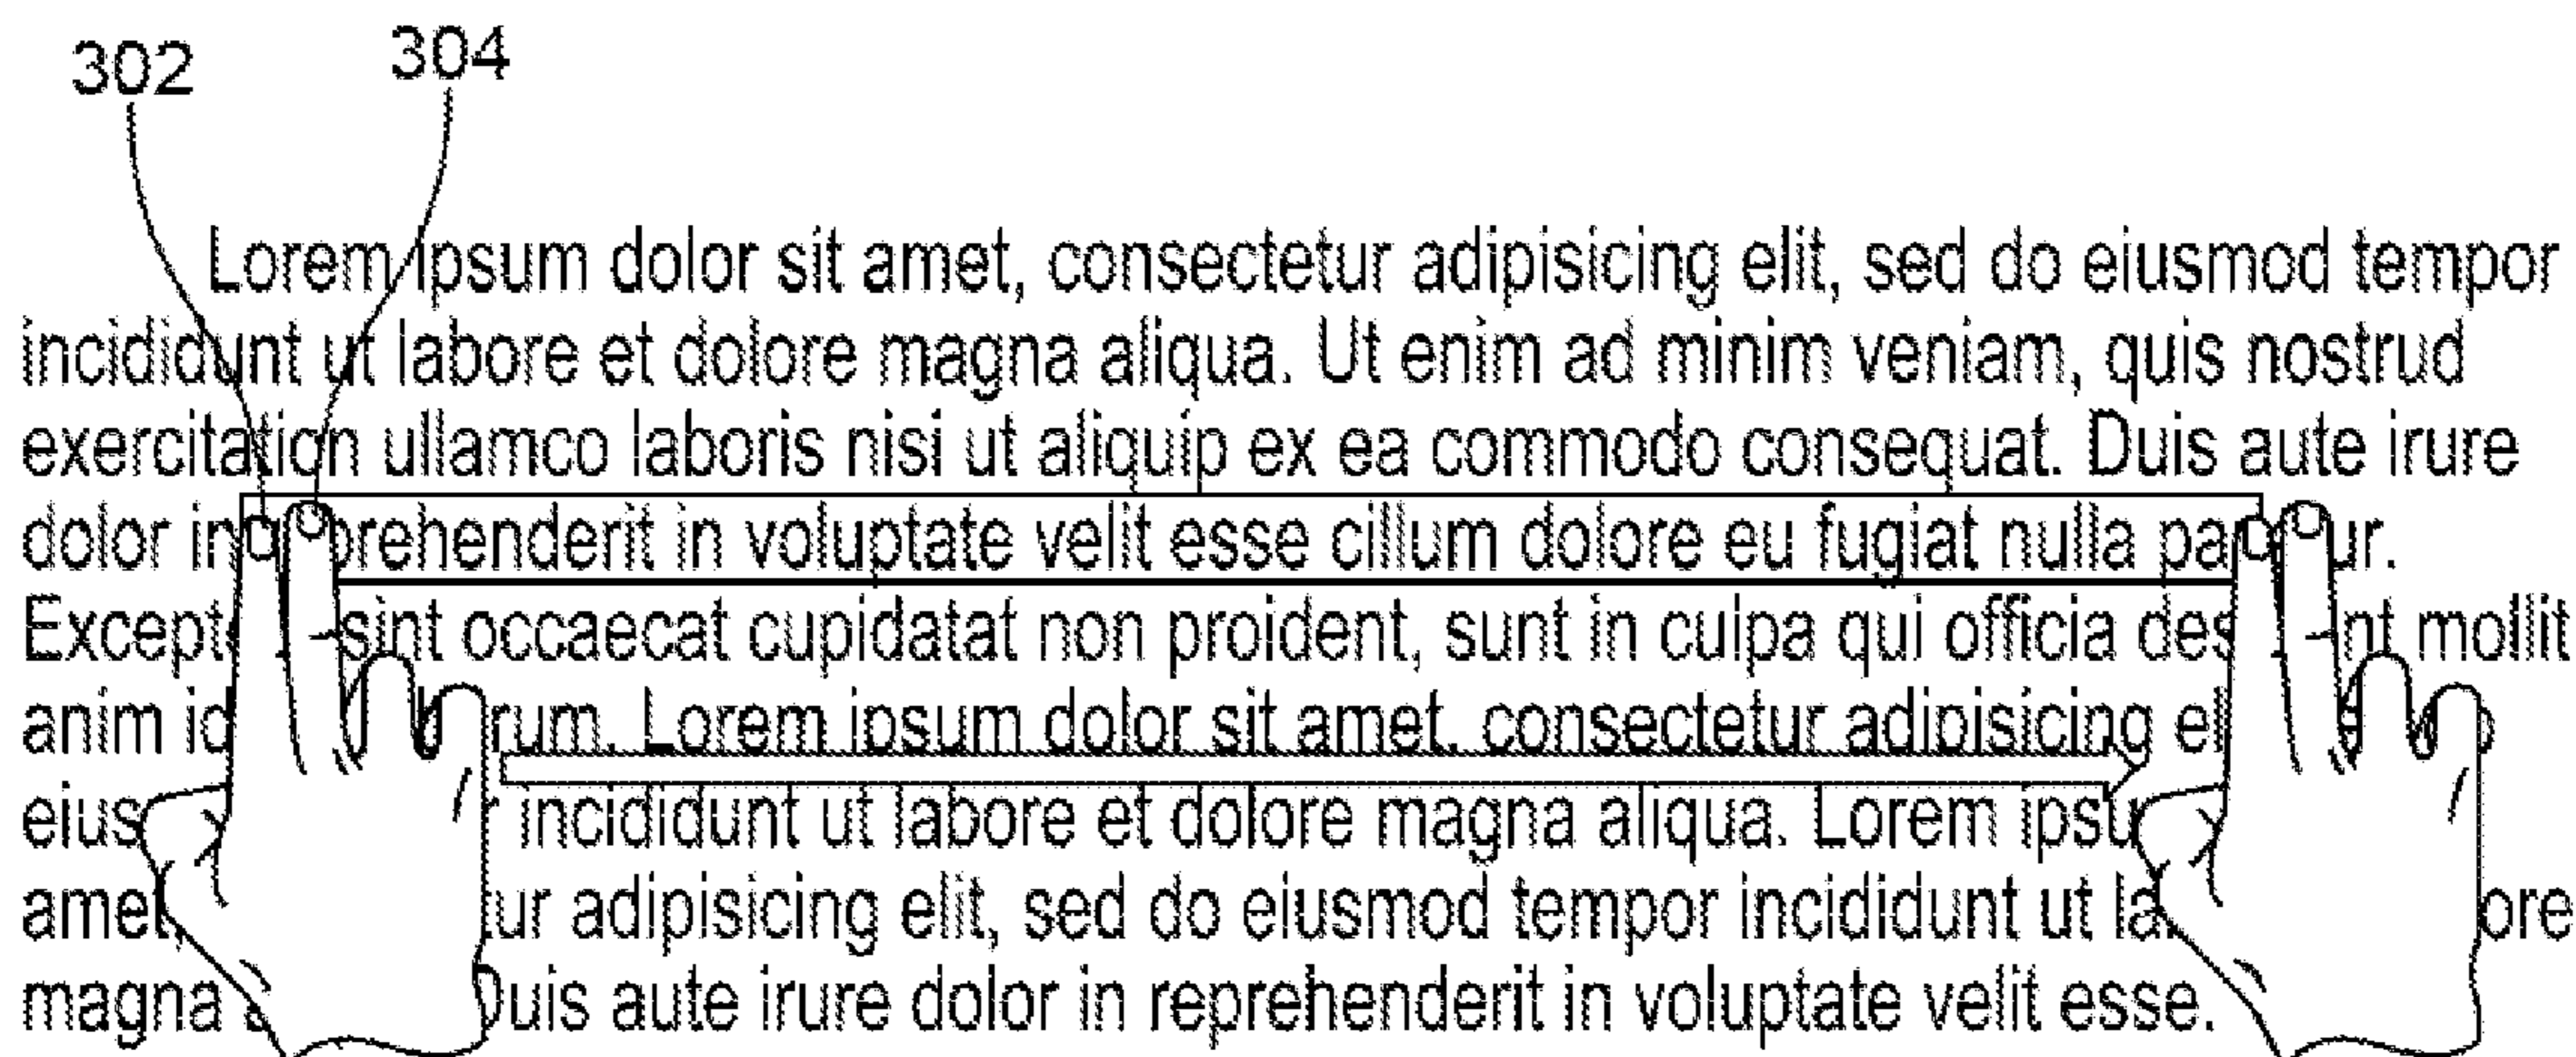 302 304
Lorem ipsum dolor sit amet, consectetur adipisicing elit, sed do eiusmod tempor
incididunt ut labore et dolore magna aliqua. Ut enim ad minim veniam, quis nostrud
exercitation ullamco laboris nisi ut aliquip ex ea commodo consequat. Duis aute irure
dolor in prehenderit in voluptate velit esse cillum dolore eu fugiat nulla pa ur.
Except sint occaecat cupidatat non proident, sunt in culpa qui officia des nt mollit
anim id rum. Lorem ipsum dolor sit amet, consectetur adipisicing el
eius incididunt ut labore et dolore magna aliqua. Lorem ipsu
amet, ur adipisicing elit, sed do eiusmod tempor incididunt ut la ore
magna Duis aute irure dolor in reprehenderit in voluptate velit esse.